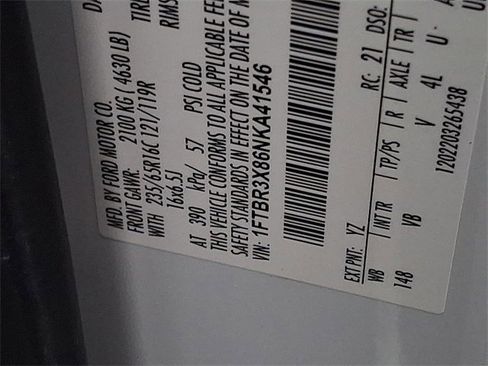 MFD. BY FORD MOTOR CO.
FRONT GAWR: 2100 KG ( 4630 LB)
WITH 235/65R16C 121/119R TIRE
16x6.5J RIMS
AT 390 kPa/ 57 PSI COLD
THIS VEHICLE CONFORMS TO ALL APPLICABLE FE
SAFETY STANDARDS IN EFFECT ON THE DATE OF M
VIN: 1FTBR3X86NKA41546
EXT PNT: YZ RC: 21 DSO:
WB INT TR TP/PS R AXLE TR
148 VB V 4L U
1202203265438